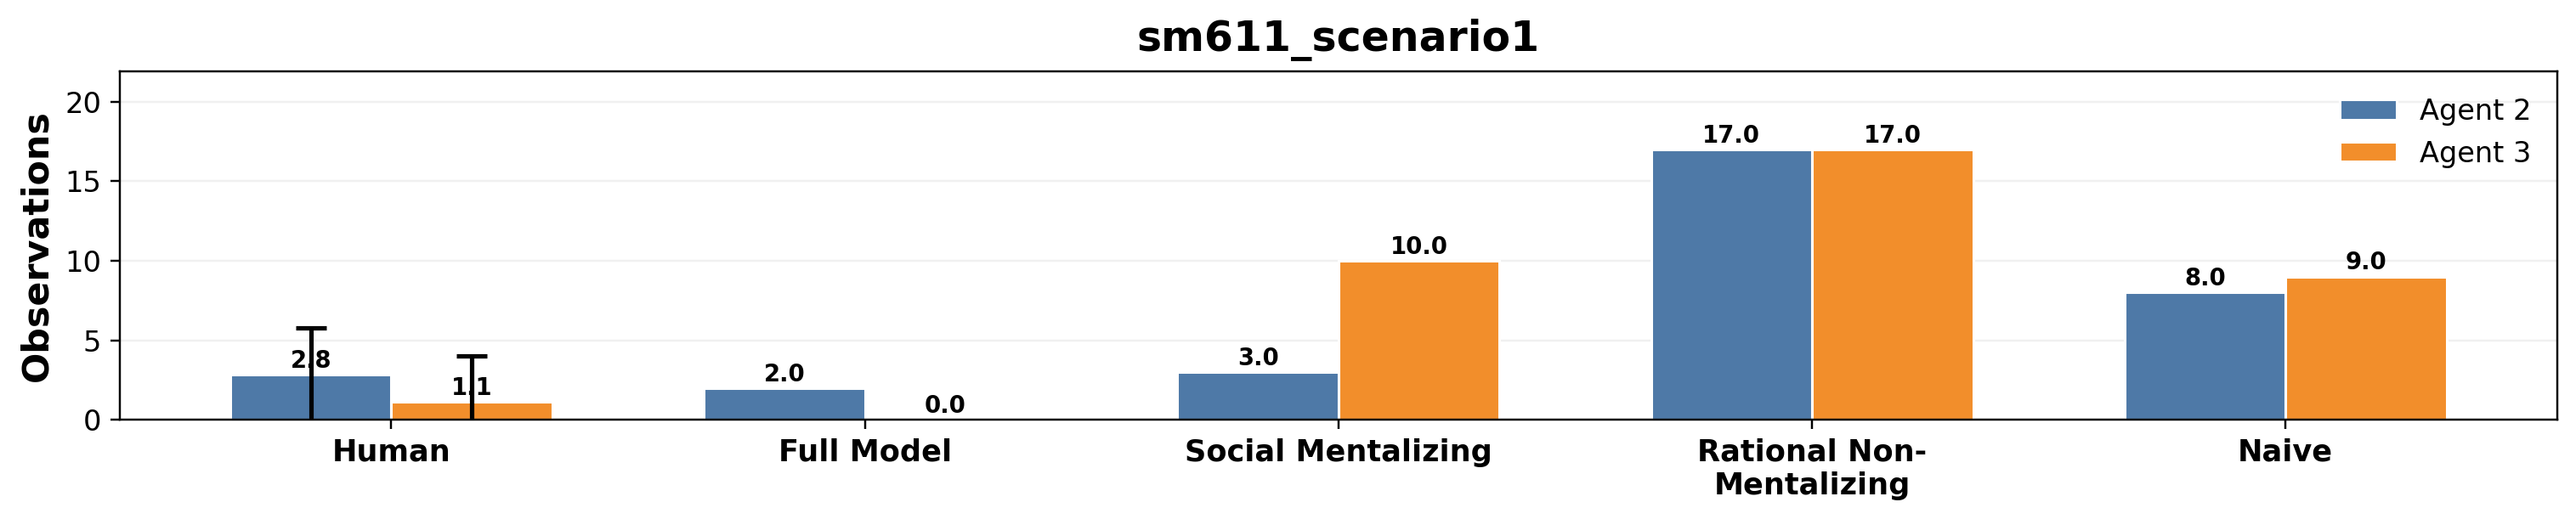 sm611_scenario1
Observations
20
15
10
5
0
Agent 2
Agent 3
2.8
1.1
2.0
0.0
3.0
10.0
17.0
17.0
8.0
9.0
Human
Full Model
Social Mentalizing
Rational Non-
Mentalizing
Naive